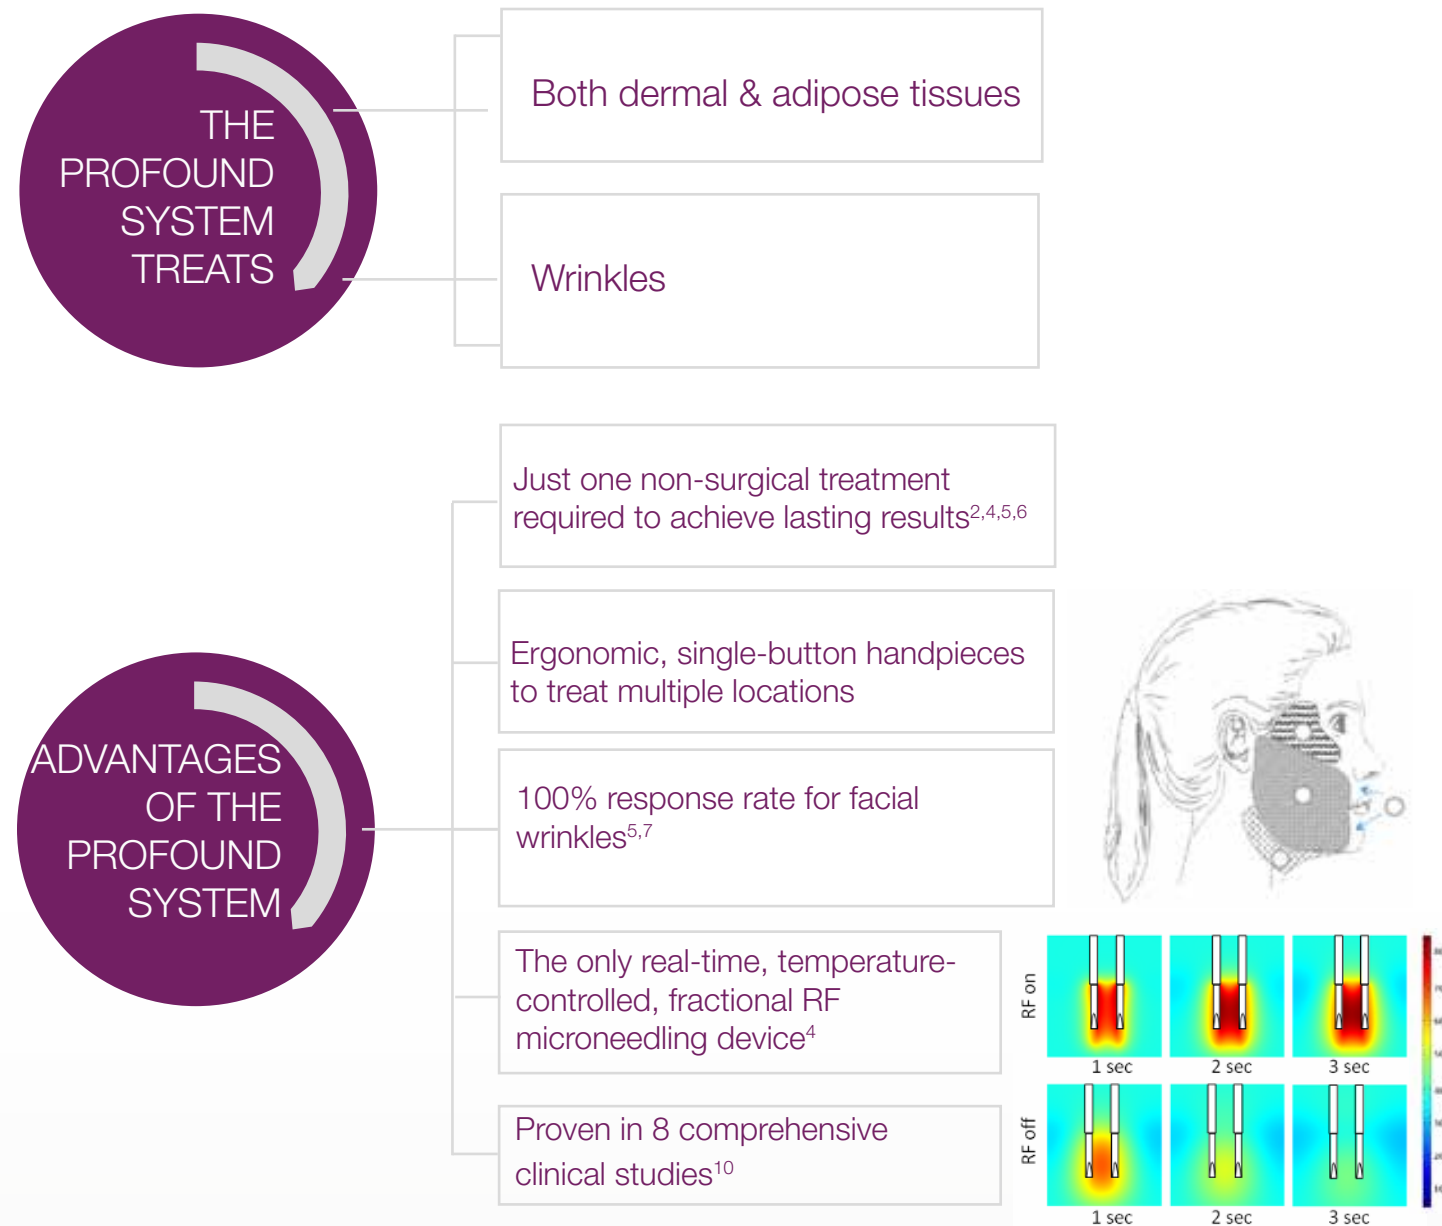 THE
PROFOUND
SYSTEM
TREATS
Both dermal & adipose tissues
Wrinkles
ADVANTAGES
OF THE
PROFOUND
SYSTEM
Just one non-surgical treatment
required to achieve lasting results2,4,5,6
Ergonomic, single-button handpieces
to treat multiple locations
100% response rate for facial
wrinkles5,7
The only real-time, temperature-
controlled, fractional RF
microneedling device4
Proven in 8 comprehensive
clinical studies10
RF on
1 sec
2 sec
3 sec
RF off
1 sec
2 sec
3 sec